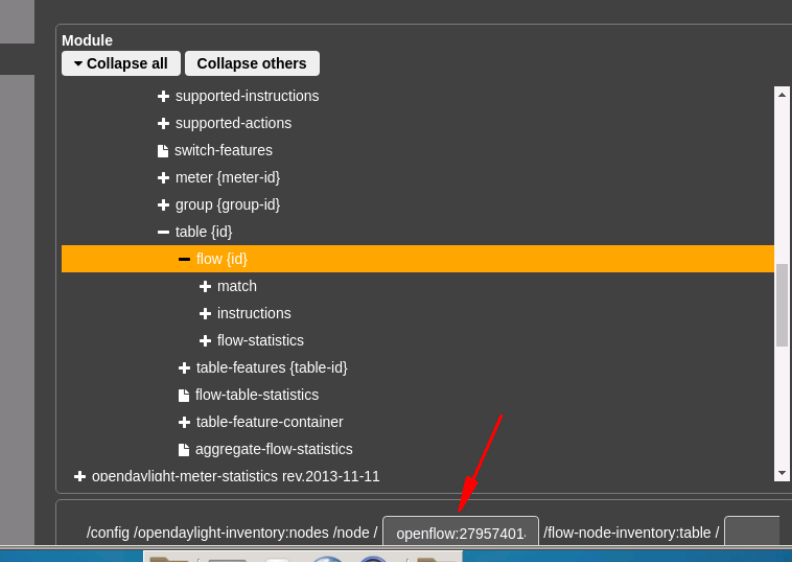 Module
Collapse all Collapse others
supported-instructions
supported-actions
switch-features
meter {meter-id}
group {group-id}
table {id}
flow {id}
match
instructions
flow-statistics
table-features {table-id}
flow-table-statistics
table-feature-container
aggregate-flow-statistics
opendaylight-meter-statistics rev.2013-11-11
/config /opendaylight-inventory:nodes /node / openflow:27957401 /flow-node-inventory:table /